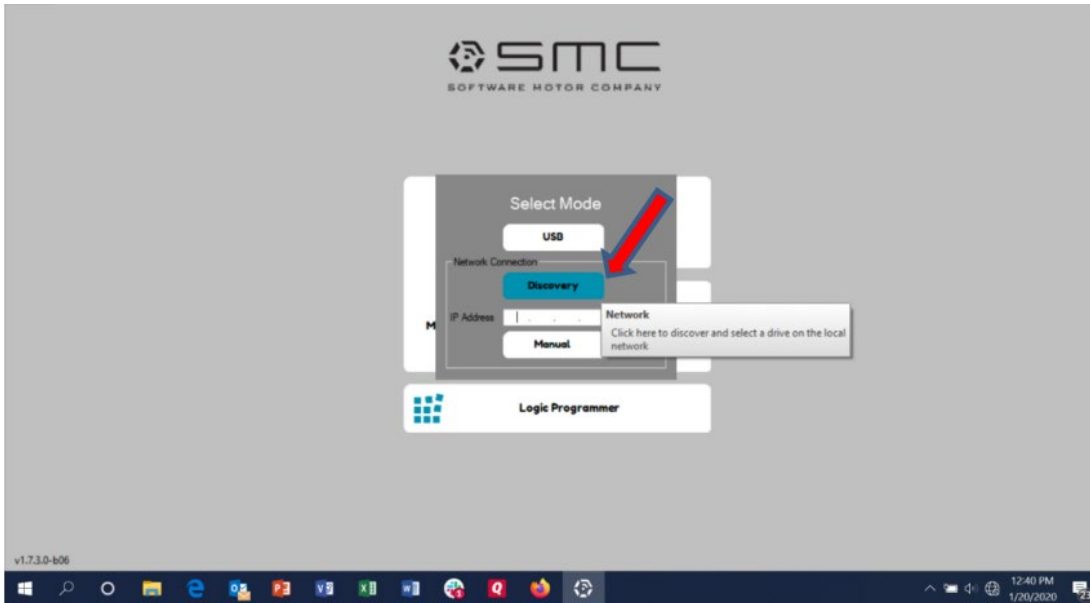 SMC
SOFTWARE MOTOR COMPANY
Select Mode
USB
Network Connection
Discovery
IP Address
Network
Click here to discover and select a drive on the local
network
M
Manual
Logic Programmer
v1.7.3.0-b06
12:40 PM
1/20/2020